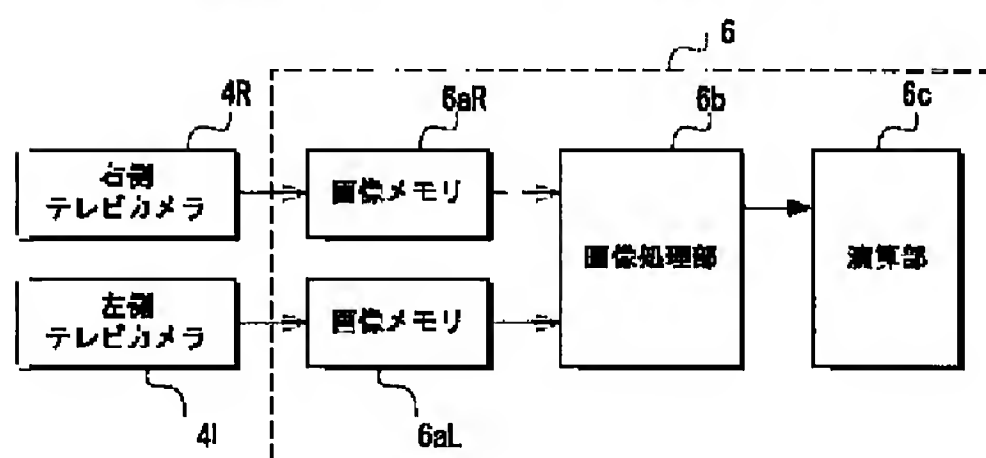 6
4R
6aR
6b
6c
右側
テレビカメラ
画像メモリ
画像処理部
演算部
左側
テレビカメラ
画像メモリ
4l
6aL